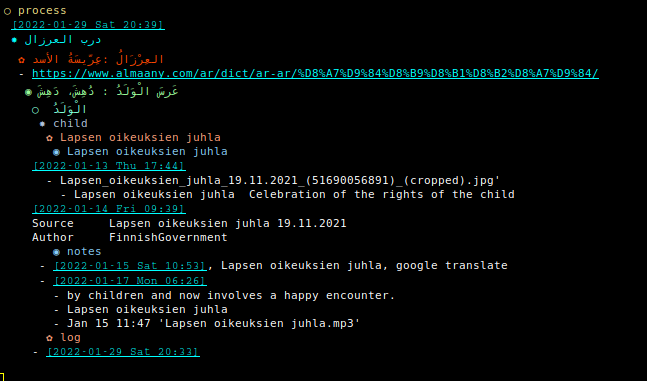 ○ process
[2022-01-29 Sat 20:39]
درب العرزال
✿ العِرْزَالُ :عِرِّيسَةُ الأسد
- https://www.almaany.com/ar/dict/ar-ar/%D8%A7%D9%84%D8%B9%D8%B1%D8%B2%D8%A7%D9%84/
◉ عَرِسَ الْوَلَدُ : دُهِشَ، دَهِشَ
○ الْوَلَدُ
✸ child
✿ Lapsen oikeuksien juhla
◉ Lapsen oikeuksien juhla
[2022-01-13 Thu 17:44]
- Lapsen_oikeuksien_juhla_19.11.2021_(51690056891)_(cropped).jpg'
- Lapsen oikeuksien juhla  Celebration of the rights of the child
[2022-01-14 Fri 09:39]
Source     Lapsen oikeuksien juhla 19.11.2021
Author     FinnishGovernment
◉ notes
- [2022-01-15 Sat 10:53], Lapsen oikeuksien juhla, google translate
- [2022-01-17 Mon 06:26]
- by children and now involves a happy encounter.
- Lapsen oikeuksien juhla
- Jan 15 11:47 'Lapsen oikeuksien juhla.mp3'
✿ log
- [2022-01-29 Sat 20:33]